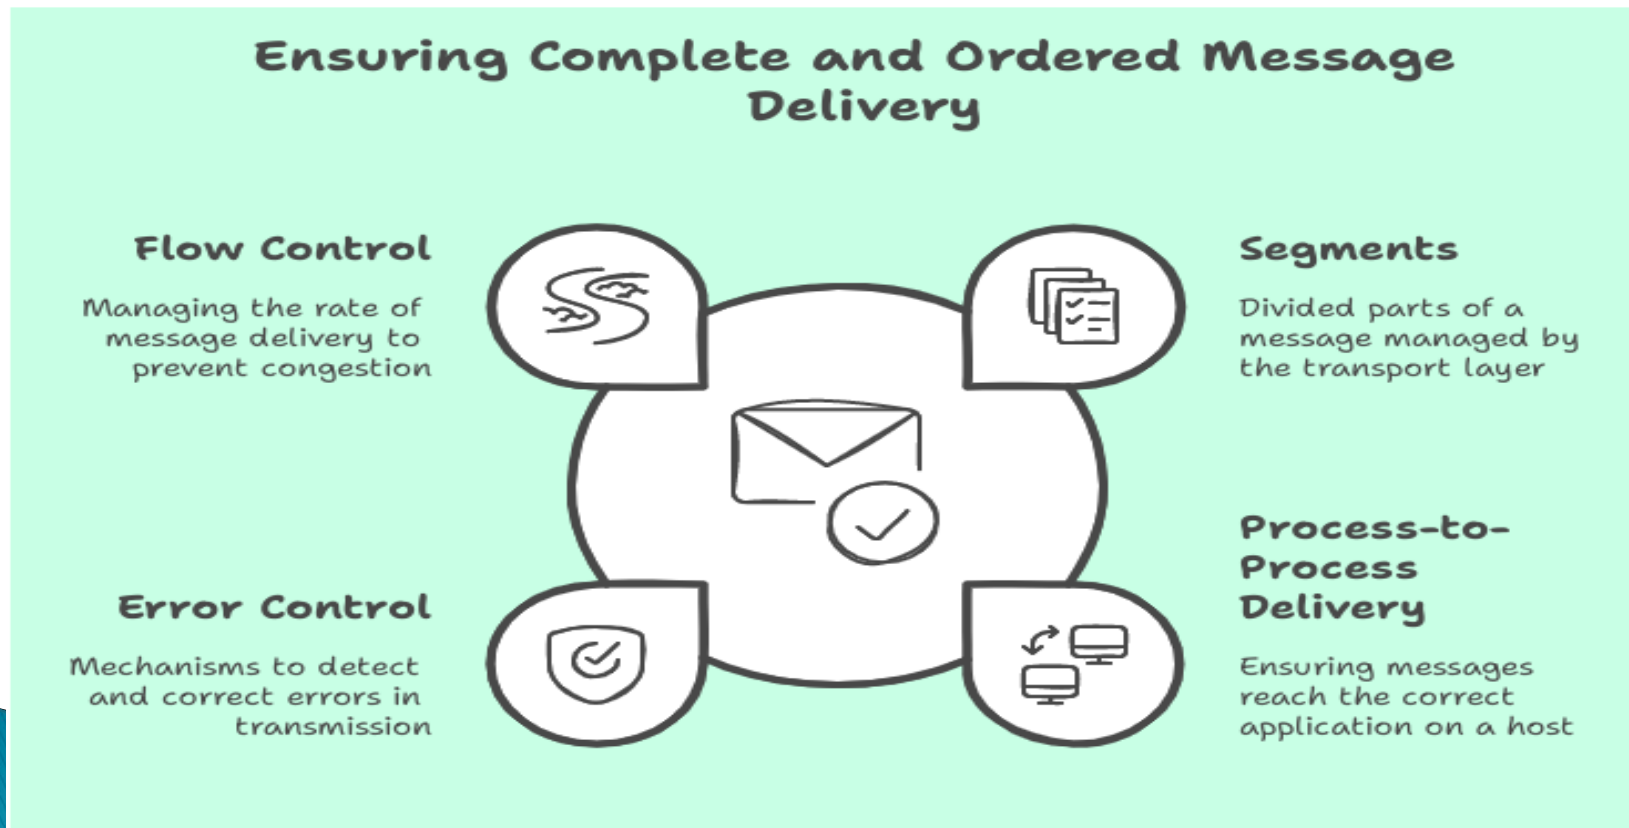 Ensuring Complete and Ordered Message
Delivery
Flow Control
Managing the rate of
message delivery to
prevent congestion
Segments
Divided parts of a
message managed by
the transport layer
Error Control
Mechanisms to detect
and correct errors in
transmission
Process-to-
Process
Delivery
Ensuring messages
reach the correct
application on a host